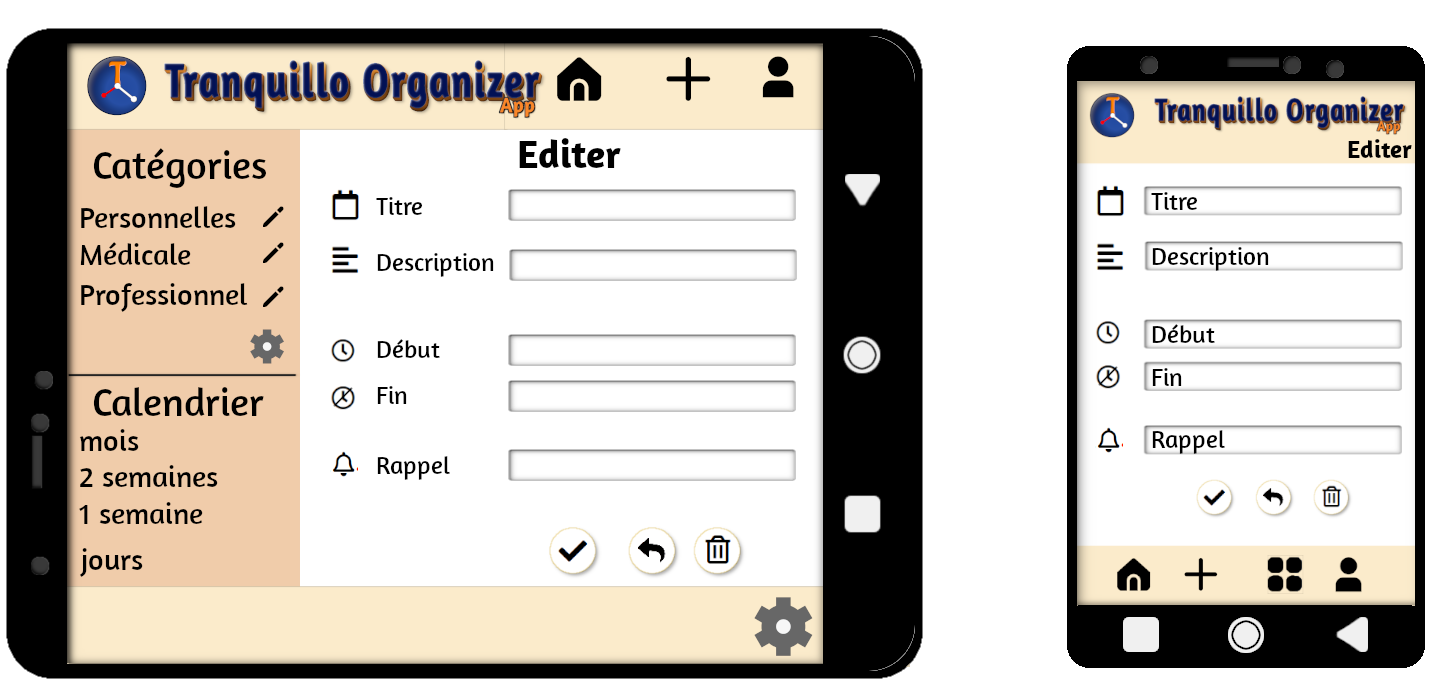 Tranquillo Organizer
App
Catégories
Personnelles
Médicale
Professionnel
Calendrier
mois
2 semaines
1 semaine
jours
Editer
Titre
Description
Début
Fin
Rappel
Tranquillo Organizer
App
Editer
Titre
Description
Début
Fin
Rappel